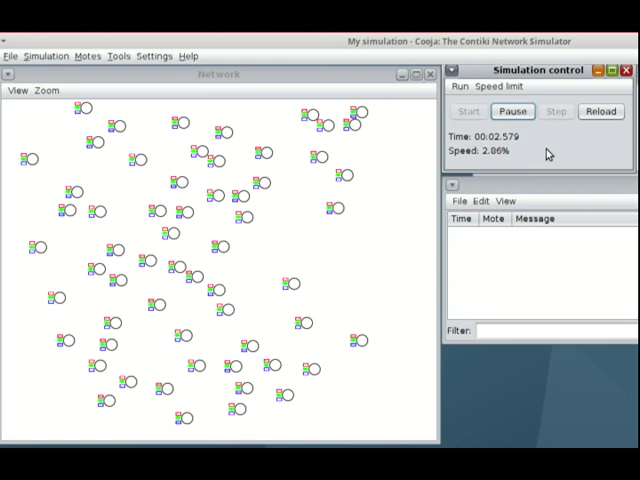 My simulation - Cooja: The Contiki Network Simulator
File Simulation Motes Tools Settings Help
Network
View Zoom
Simulation control
Run Speed limit
Start Pause Step Reload
Time: 00:02.579
Speed: 2.86%
File Edit View
Time Mote Message
Filter: